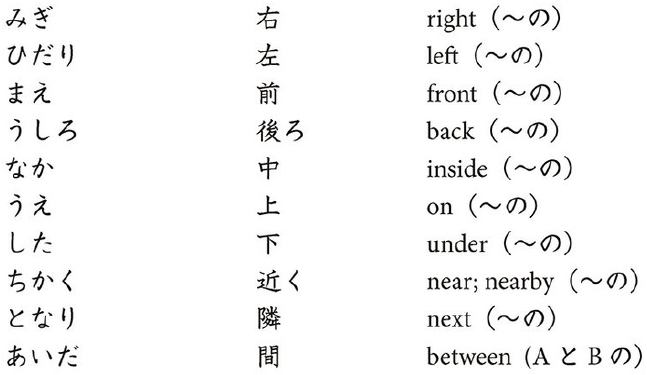 みぎ 右 right (～の)
ひだり 左 left (～の)
まえ 前 front (～の)
うしろ 後ろ back (～の)
なか 中 inside (～の)
うえ 上 on (～の)
した 下 under (～の)
ちかく 近く near; nearby (～の)
となり 隣 next (～の)
あいだ 間 between (A と B の)